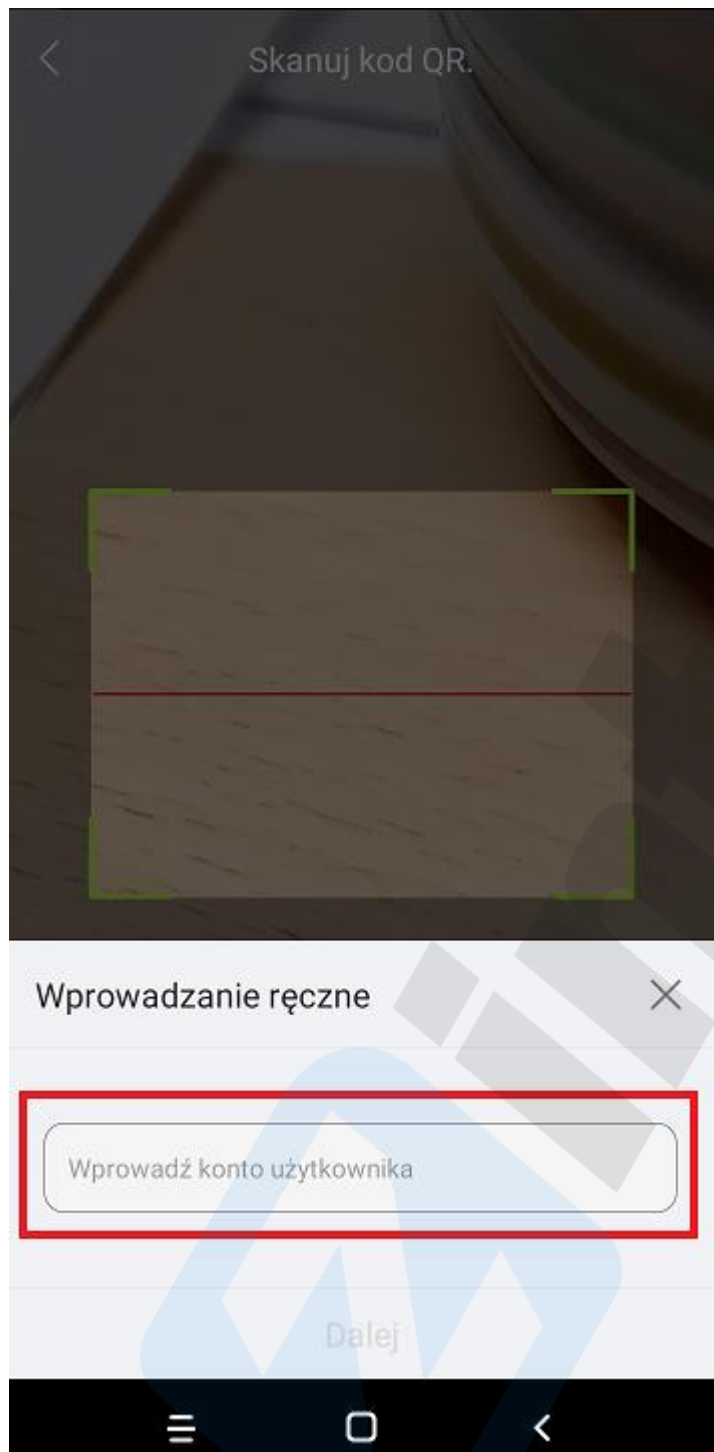 Skanuj kod QR.
Wprowadzanie ręczne
Wprowadź konto użytkownika
Dalej